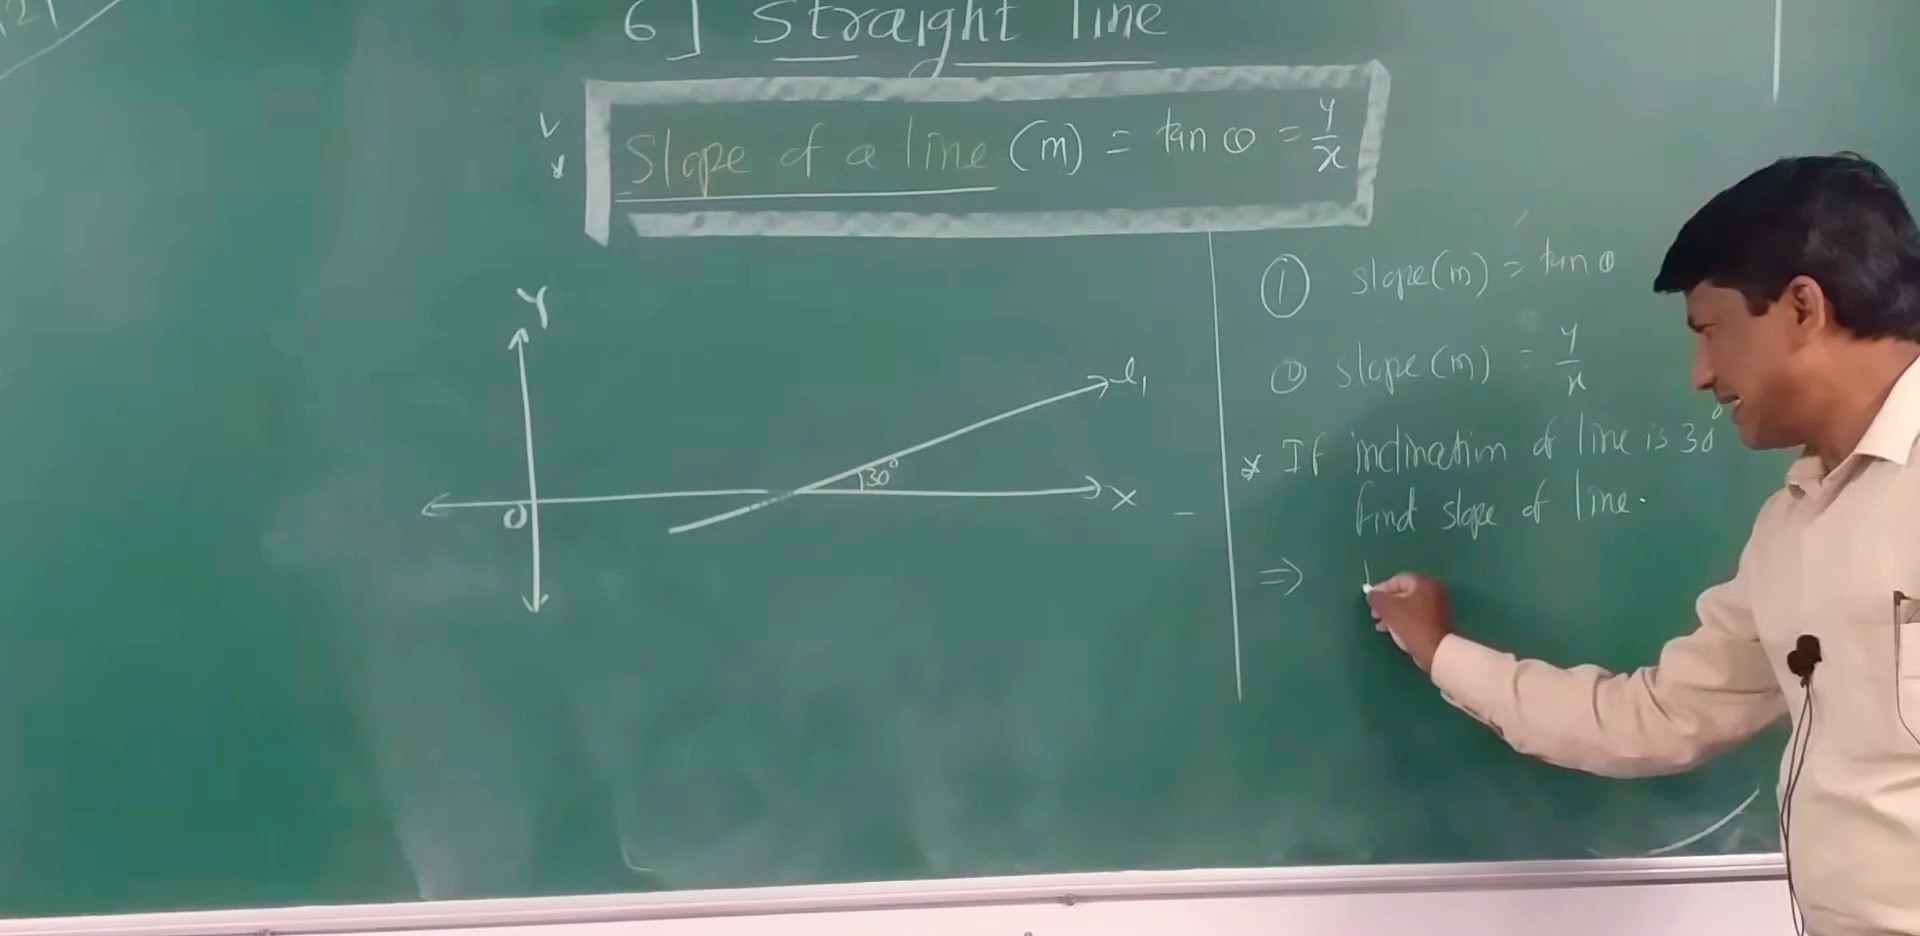 6] Straight line
Slope of a line (m) = tan θ = y/x
Y
l₁
30°
X
O
① slope(m) = tan θ
② slope(m) = y/x
* If inclination of line is 30°
find slope of line.
⇒